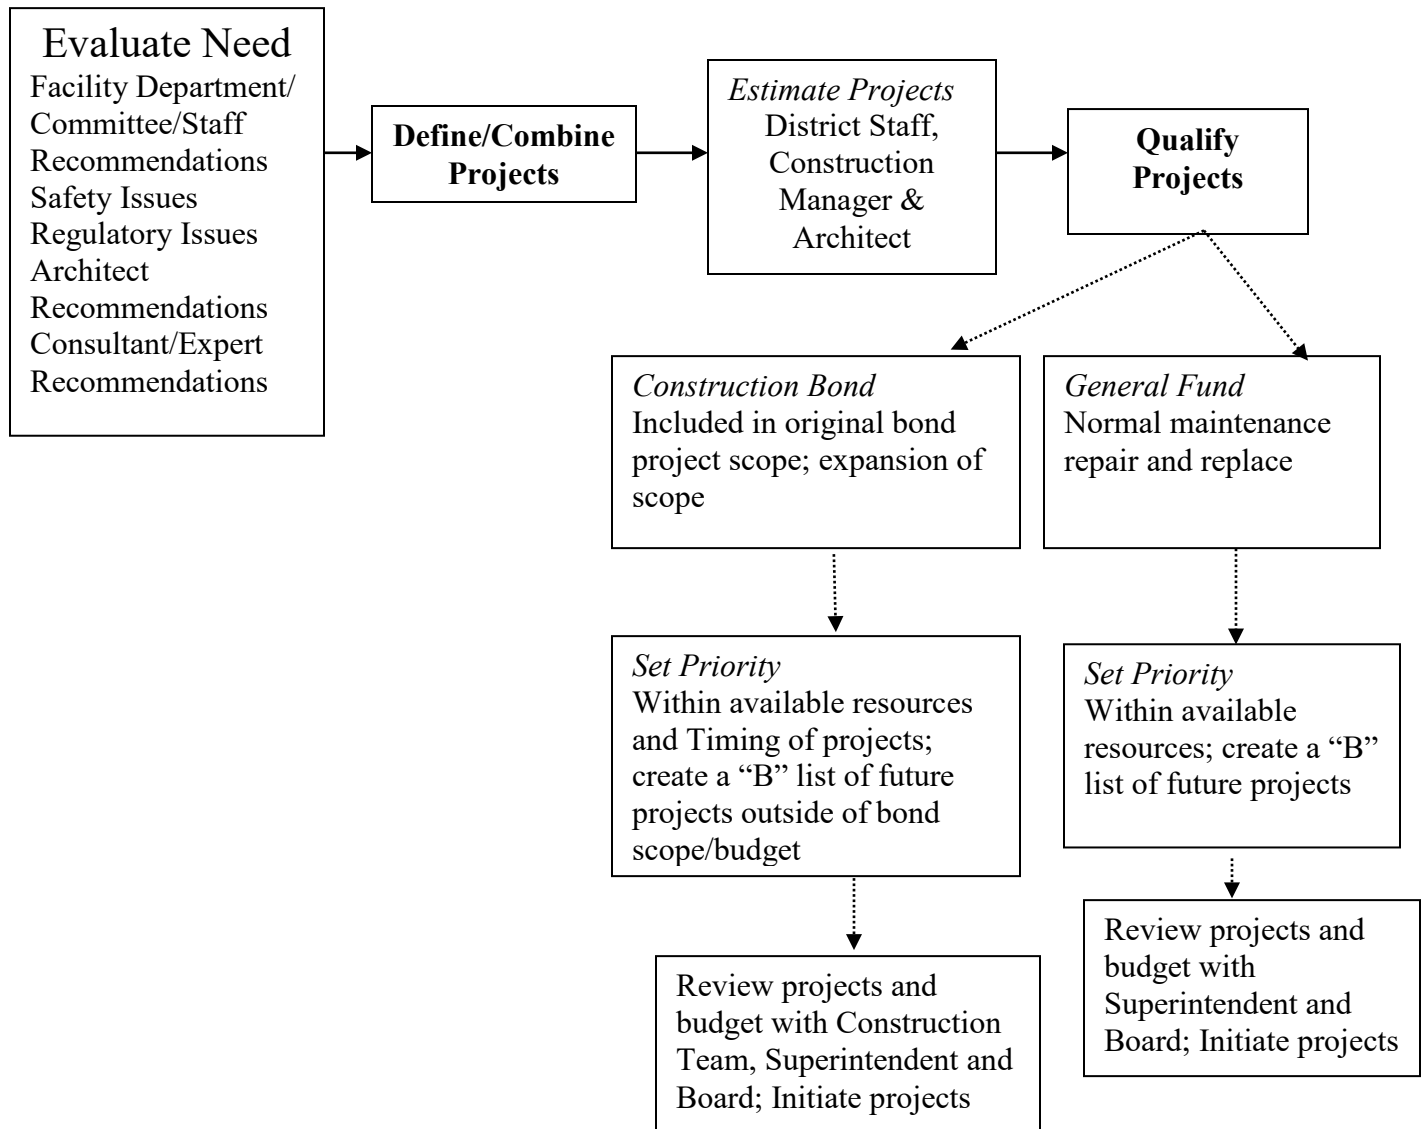 Evaluate Need
Facility Department/
Committee/Staff
Recommendations
Safety Issues
Regulatory Issues
Architect
Recommendations
Consultant/Expert
Recommendations
Define/Combine
Projects
Estimate Projects
District Staff,
Construction
Manager &
Architect
Qualify
Projects
Construction Bond
Included in original bond
project scope; expansion of
scope
General Fund
Normal maintenance
repair and replace
Set Priority
Within available resources
and Timing of projects;
create a “B” list of future
projects outside of bond
scope/budget
Set Priority
Within available
resources; create a “B”
list of future projects
Review projects and
budget with Construction
Team, Superintendent and
Board; Initiate projects
Review projects and
budget with
Superintendent and
Board; Initiate projects